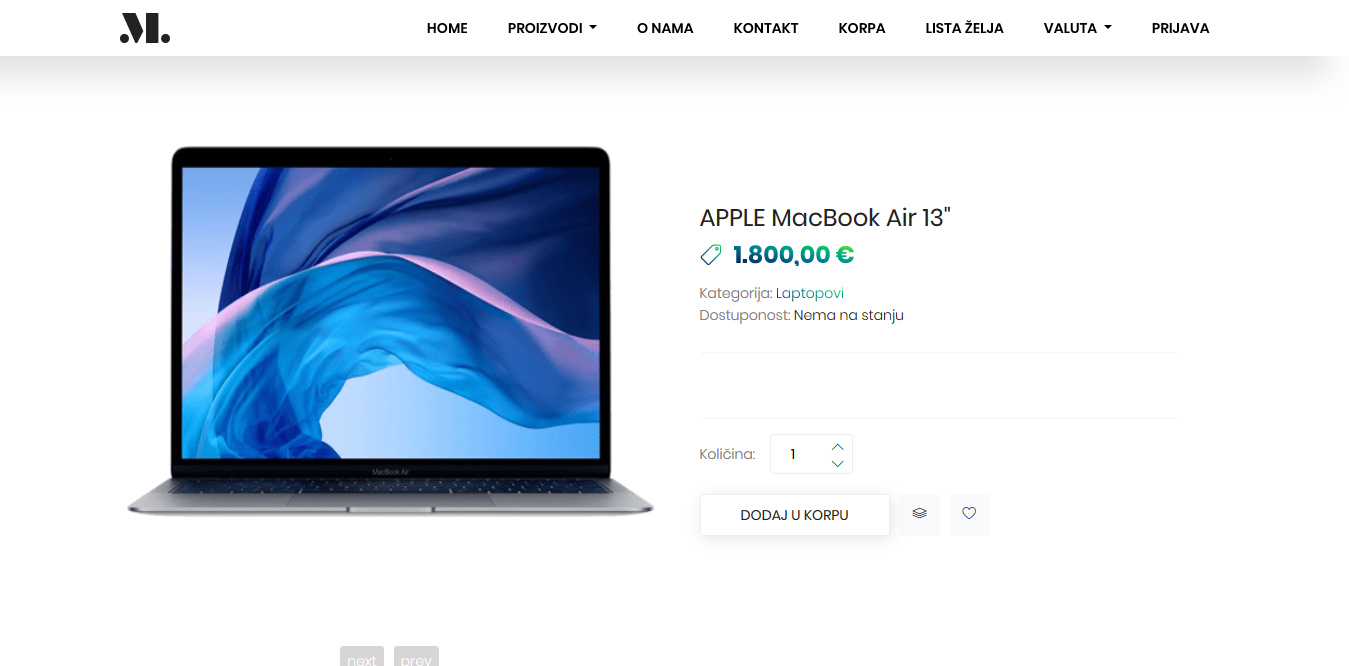 M.
HOME PROIZVODI O NAMA KONTAKT KORPA LISTA ŽELJA VALUTA PRIJAVA
MacBook Air
APPLE MacBook Air 13"
1.800,00 €
Kategorija: Laptopovi
Dostuponost: Nema na stanju
Količina: 1
DODAJ U KORPU
next prev